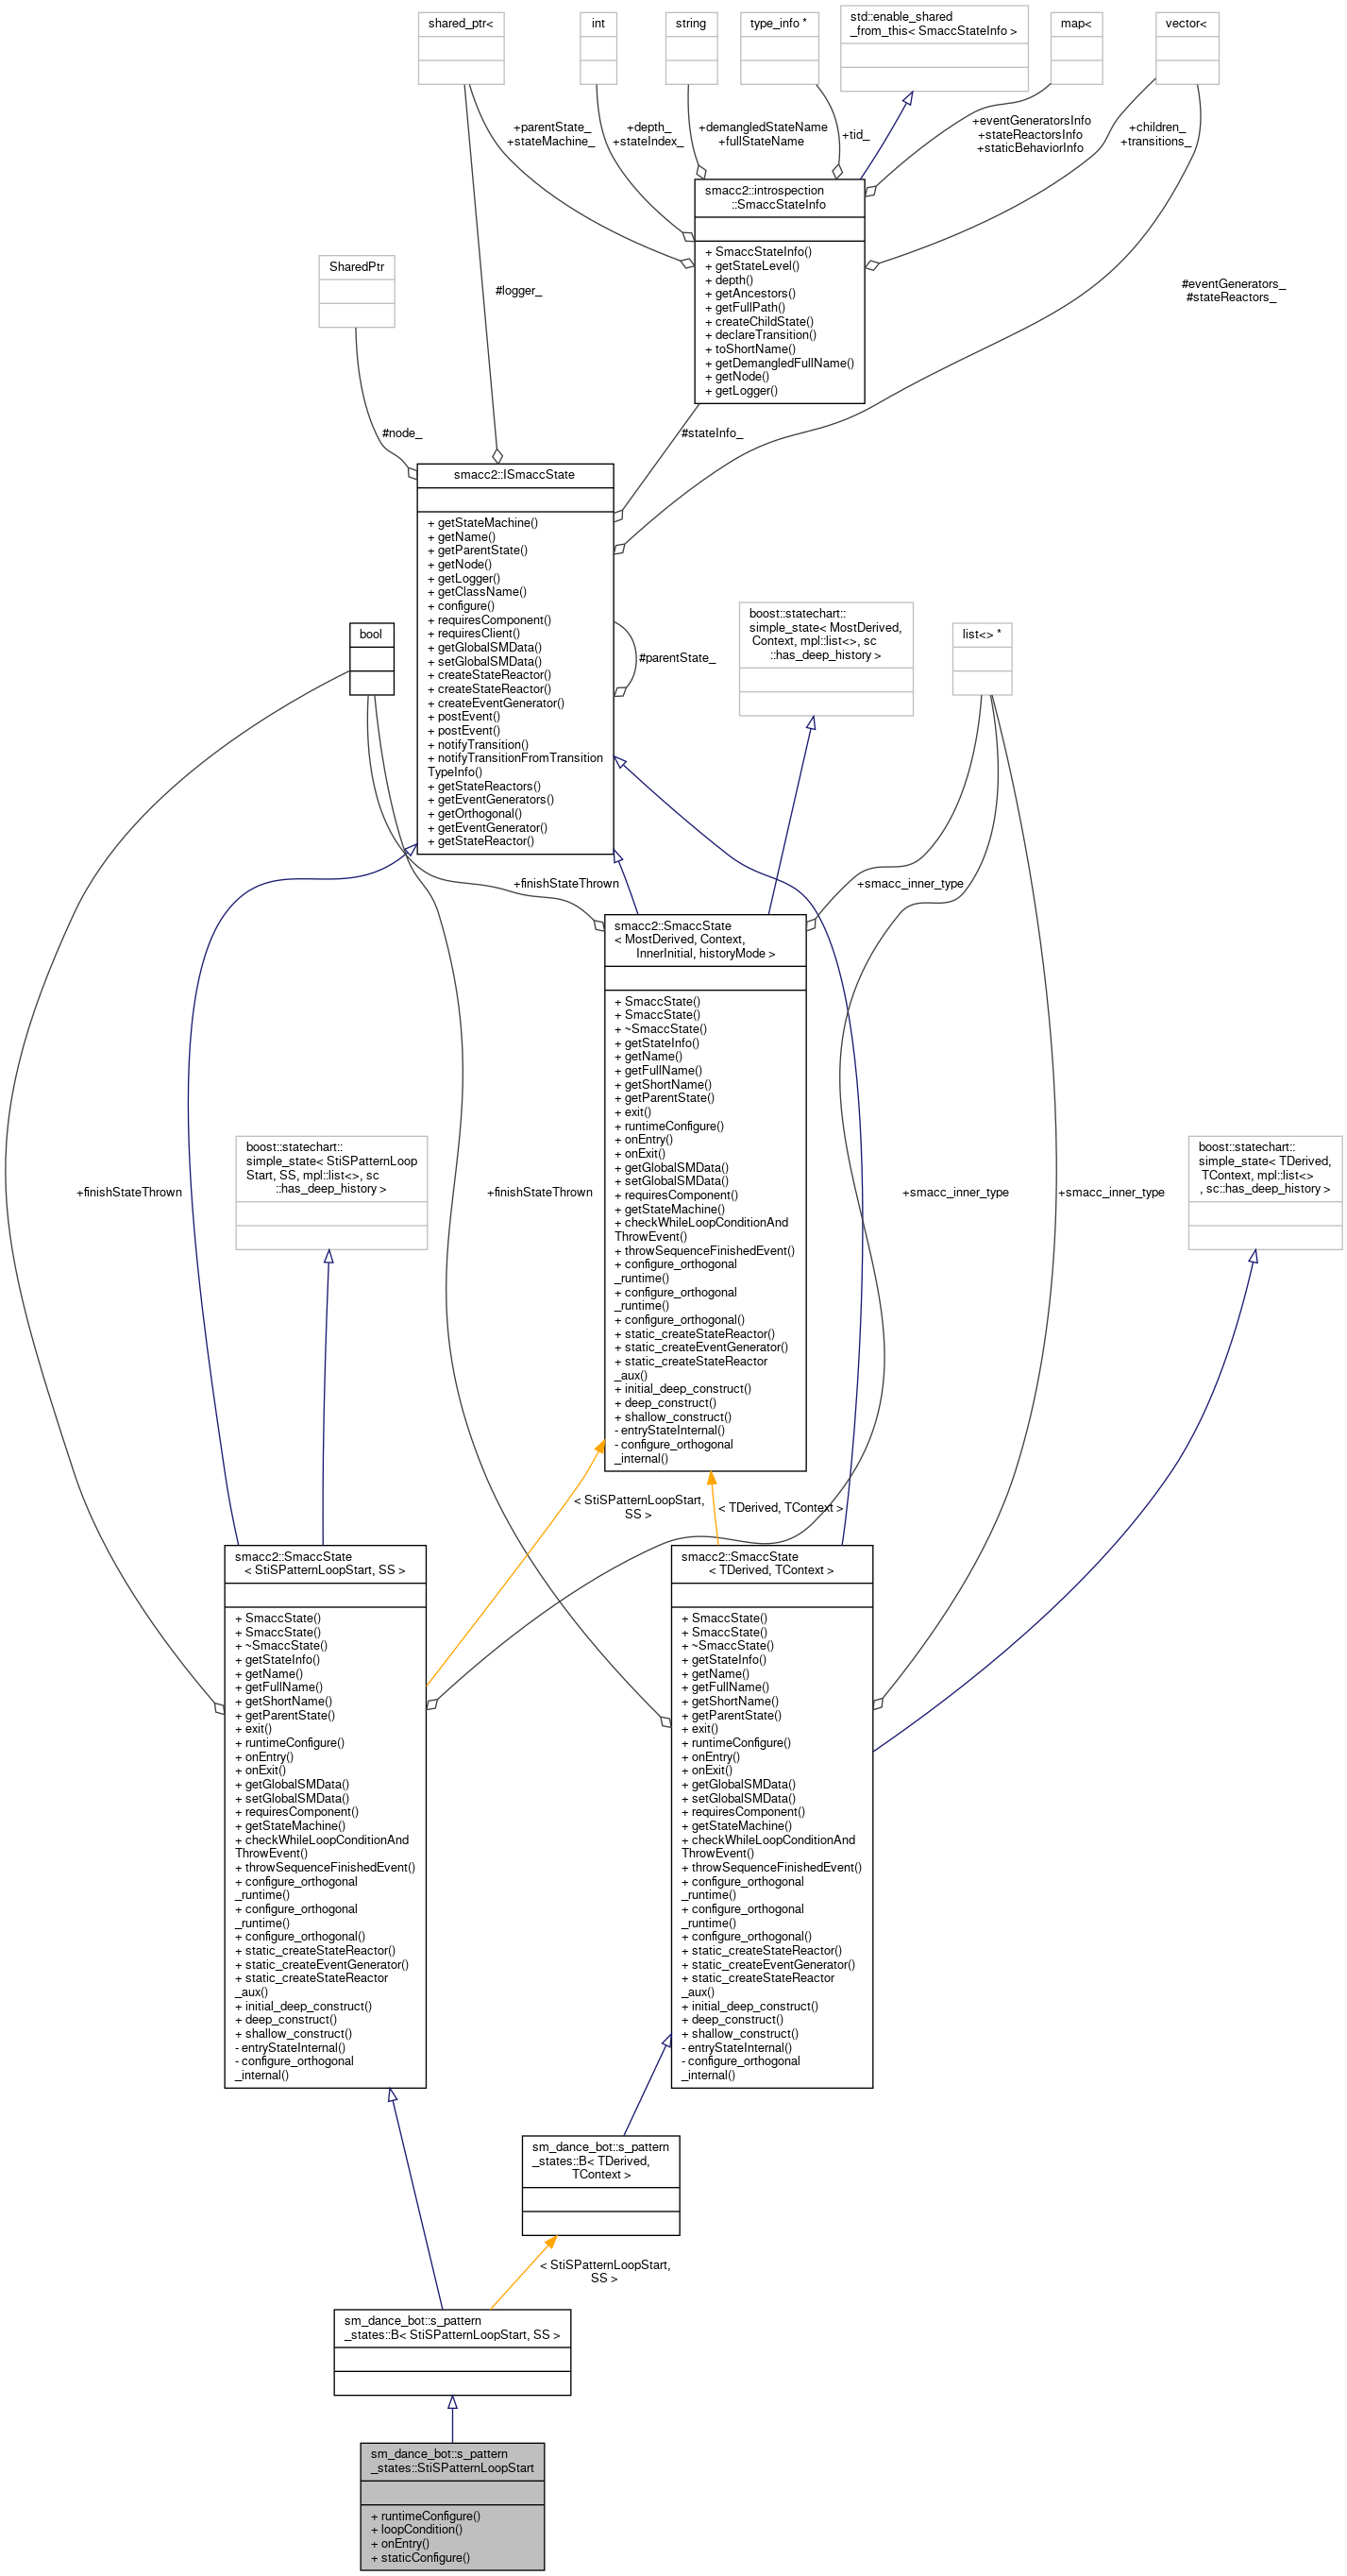 shared_ptr<
int
string
type_info *
std::enable_shared
_from_this< SmaccStateInfo >
map<
vector<
+parentState_
+stateMachine_
+depth_
+stateIndex_
+demangledStateName
+fullStateName
+tid_
+eventGeneratorsInfo
+stateReactorsInfo
+staticBehaviorInfo
+children_
+transitions_
smacc2::introspection
::SmaccStateInfo
+ SmaccStateInfo()
+ getStateLevel()
+ depth()
+ getAncestors()
+ getFullPath()
+ createChildState()
+ declareTransition()
+ toShortName()
+ getDemangledFullName()
+ getNode()
+ getLogger()
SharedPtr
#logger_
#eventGenerators_
#stateReactors_
#node_
#stateInfo_
smacc2::ISmaccState
+ getStateMachine()
+ getName()
+ getParentState()
+ getNode()
+ getLogger()
+ getClassName()
+ configure()
+ requiresComponent()
+ requiresClient()
+ getGlobalSMData()
+ setGlobalSMData()
+ createStateReactor()
+ createStateReactor()
+ createEventGenerator()
+ postEvent()
+ postEvent()
+ notifyTransition()
+ notifyTransitionFromTransition
TypeInfo()
+ getStateReactors()
+ getEventGenerators()
+ getOrthogonal()
+ getEventGenerator()
+ getStateReactor()
#parentState_
bool
boost::statechart::
simple_state< MostDerived,
Context, mpl::list<>, sc
::has_deep_history >
list<> *
+finishStateThrown
+smacc_inner_type
smacc2::SmaccState
< MostDerived, Context,
InnerInitial, historyMode >
+ SmaccState()
+ SmaccState()
+ ~SmaccState()
+ getStateInfo()
+ getName()
+ getFullName()
+ getShortName()
+ getParentState()
+ exit()
+ runtimeConfigure()
+ onEntry()
+ onExit()
+ getGlobalSMData()
+ setGlobalSMData()
+ requiresComponent()
+ getStateMachine()
+ checkWhileLoopConditionAnd
ThrowEvent()
+ throwSequenceFinishedEvent()
+ configure_orthogonal
_runtime()
+ configure_orthogonal
_runtime()
+ configure_orthogonal()
+ static_createStateReactor()
+ static_createEventGenerator()
+ static_createStateReactor
_aux()
+ initial_deep_construct()
+ deep_construct()
+ shallow_construct()
- entryStateInternal()
- configure_orthogonal
_internal()
boost::statechart::
simple_state< StiSPatternLoop
Start, SS, mpl::list<>, sc
::has_deep_history >
boost::statechart::
simple_state< TDerived,
TContext, mpl::list<>
, sc::has_deep_history >
+finishStateThrown
+finishStateThrown
+smacc_inner_type
+smacc_inner_type
< StiSPatternLoopStart,
SS >
< TDerived, TContext >
smacc2::SmaccState
< StiSPatternLoopStart, SS >
+ SmaccState()
+ SmaccState()
+ ~SmaccState()
+ getStateInfo()
+ getName()
+ getFullName()
+ getShortName()
+ getParentState()
+ exit()
+ runtimeConfigure()
+ onEntry()
+ onExit()
+ getGlobalSMData()
+ setGlobalSMData()
+ requiresComponent()
+ getStateMachine()
+ checkWhileLoopConditionAnd
ThrowEvent()
+ throwSequenceFinishedEvent()
+ configure_orthogonal
_runtime()
+ configure_orthogonal
_runtime()
+ configure_orthogonal()
+ static_createStateReactor()
+ static_createEventGenerator()
+ static_createStateReactor
_aux()
+ initial_deep_construct()
+ deep_construct()
+ shallow_construct()
- entryStateInternal()
- configure_orthogonal
_internal()
smacc2::SmaccState
< TDerived, TContext >
+ SmaccState()
+ SmaccState()
+ ~SmaccState()
+ getStateInfo()
+ getName()
+ getFullName()
+ getShortName()
+ getParentState()
+ exit()
+ runtimeConfigure()
+ onEntry()
+ onExit()
+ getGlobalSMData()
+ setGlobalSMData()
+ requiresComponent()
+ getStateMachine()
+ checkWhileLoopConditionAnd
ThrowEvent()
+ throwSequenceFinishedEvent()
+ configure_orthogonal
_runtime()
+ configure_orthogonal
_runtime()
+ configure_orthogonal()
+ static_createStateReactor()
+ static_createEventGenerator()
+ static_createStateReactor
_aux()
+ initial_deep_construct()
+ deep_construct()
+ shallow_construct()
- entryStateInternal()
- configure_orthogonal
_internal()
sm_dance_bot::s_pattern
_states::B< TDerived,
TContext >
< StiSPatternLoopStart,
SS >
sm_dance_bot::s_pattern
_states::B< StiSPatternLoopStart, SS >
sm_dance_bot::s_pattern
_states::StiSPatternLoopStart
+ runtimeConfigure()
+ loopCondition()
+ onEntry()
+ staticConfigure()